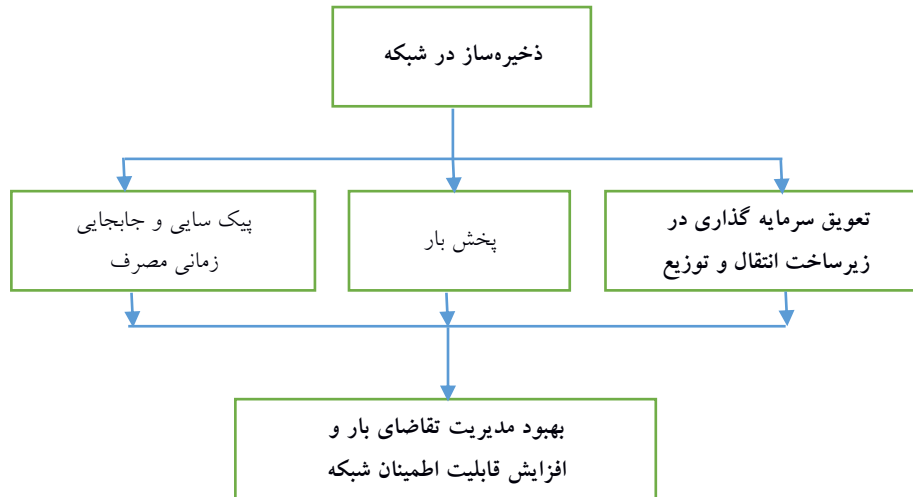 ذخیره‌ساز در شبکه
تعویق سرمایه گذاری در
زیرساخت انتقال و توزیع
پخش بار
پیک سایی و جابجایی
زمانی مصرف
بهبود مدیریت تقاضای بار و
افزایش قابلیت اطمینان شبکه